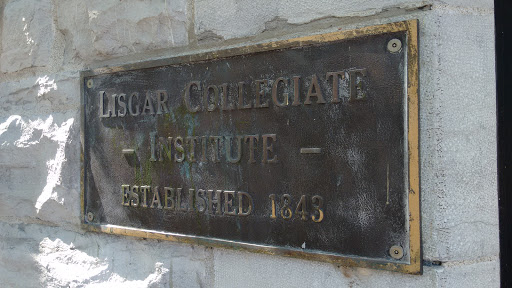 LISGAR COLLEGIATE
– INSTITUTE –
ESTABLISHED 1843